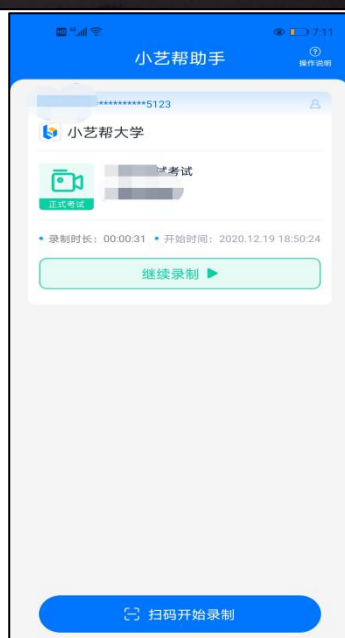 7:11
小艺帮助手
操作说明
**********5123
小艺帮大学
式考试
正式考试
• 录制时长：00:00:31 • 开始时间：2020.12.19 18:50:24
继续录制 ▶
扫码开始录制